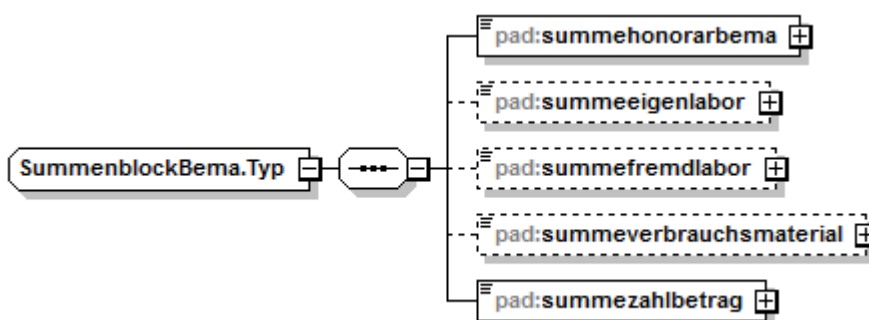 pad:summehonorarbema
pad:summeeigenlabor
SummenblockBema.Typ
pad:summefremdlabor
pad:summeverbrauchsmaterial
pad:summezahlbetrag